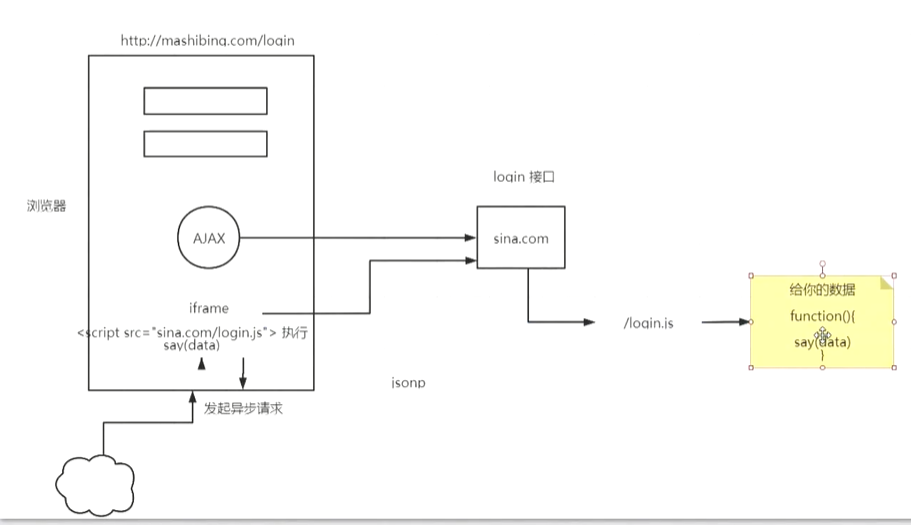 http://mashibing.com/login
login 接口
浏览器
AJAX
sina.com
给你的数据
iframe
function(){
/login.js
<script src="sina.com/login.js"> 执行
say(data)
say(data)
}
jsonp
发起异步请求